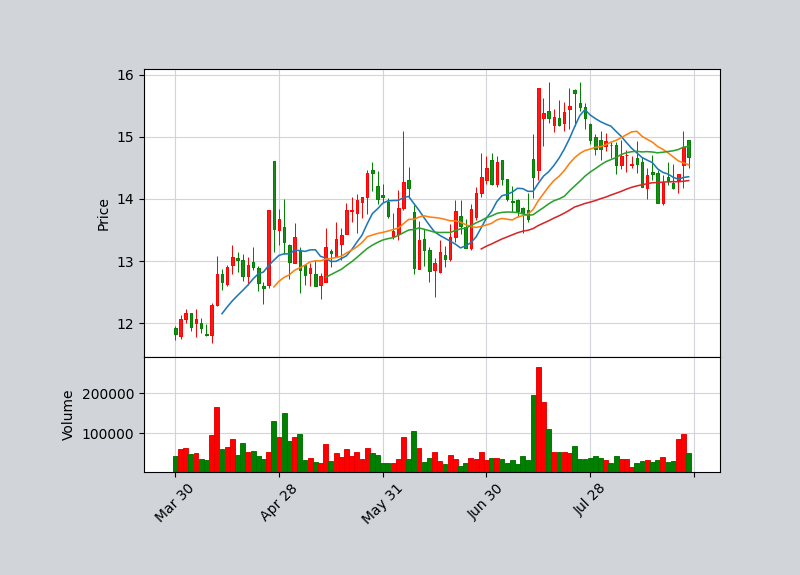 16
15
14
13
12
Price
200000
100000
Volume
Mar 30
Apr 28
May 31
Jun 30
Jul 28